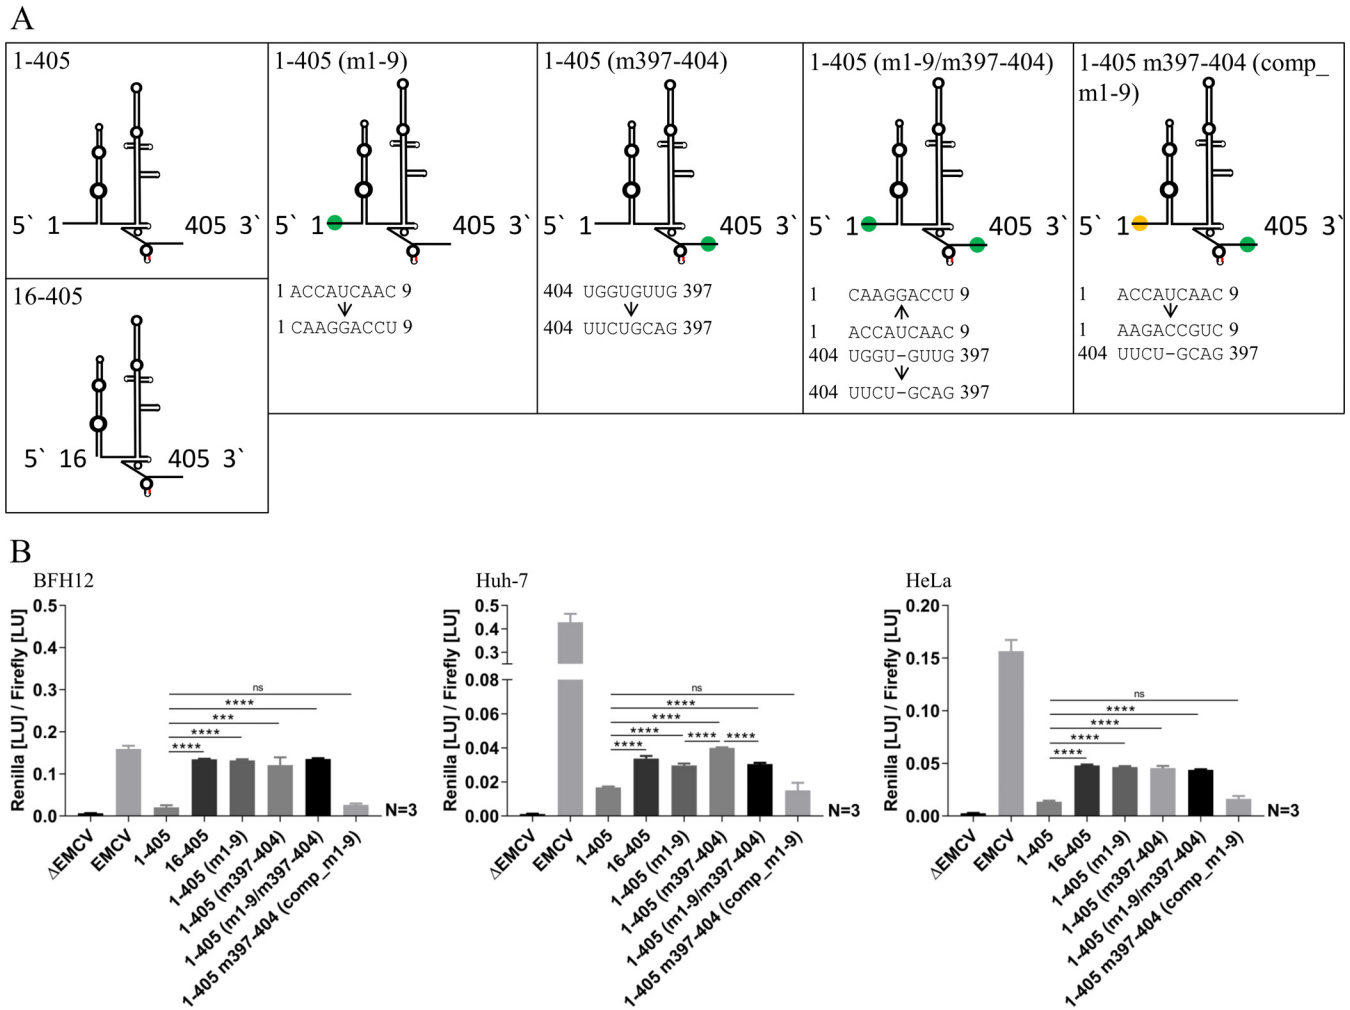 A
1-405
5` 1 405 3`
1-405 (m1-9)
5` 1 405 3`
1 ACCAUCAAC 9
1 CAAGGACCU 9
1-405 (m397-404)
5` 1 405 3`
404 UGGUGUUG 397
404 UUCUGCAG 397
1-405 (m1-9/m397-404)
5` 1 405 3`
1 CAAGGACCU 9
1 ACCAUCAAC 9
404 UGGU-GUUG 397
404 UUCU-GCAG 397
1-405 m397-404 (comp_
m1-9)
5` 1 405 3`
1 ACCAUCAAC 9
1 AAGACCGUC 9
404 UUCU-GCAG 397
16-405
5` 16 405 3`
B
BFH12
Renilla [LU] / Firefly [LU]
0.5
0.4
0.3
0.2
0.1
0.0
ns
****
***
****
****
N=3
ΔEMCV
EMCV
1-405
16-405
1-405 (m1-9)
1-405 (m397-404)
1-405 (m1-9/m397-404)
1-405 m397-404 (comp_m1-9)
Huh-7
Renilla [LU] / Firefly [LU]
0.5
0.4
0.3
0.08
0.06
0.04
0.02
0.00
ns
****
****
****
**** **** ****
N=3
ΔEMCV
EMCV
1-405
16-405
1-405 (m1-9)
1-405 (m397-404)
1-405 (m1-9/m397-404)
1-405 m397-404 (comp_m1-9)
HeLa
Renilla [LU] / Firefly [LU]
0.20
0.15
0.10
0.05
0.00
ns
****
****
****
****
N=3
ΔEMCV
EMCV
1-405
16-405
1-405 (m1-9)
1-405 (m397-404)
1-405 (m1-9/m397-404)
1-405 m397-404 (comp_m1-9)